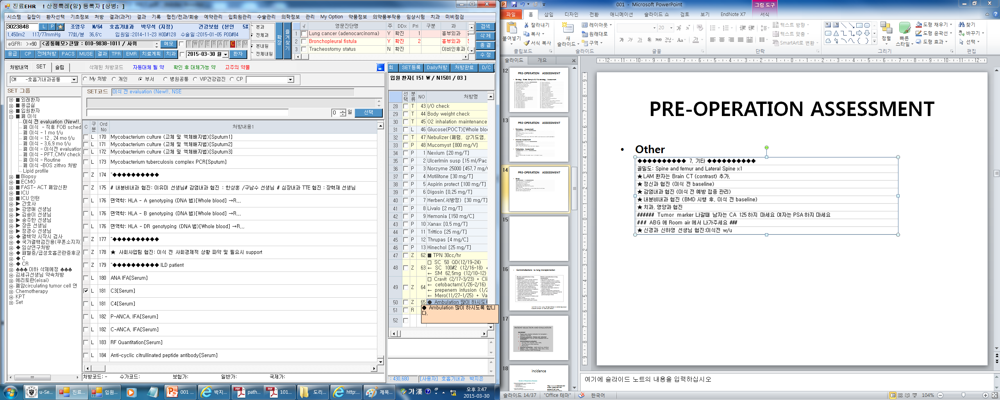 진료EHR ! 산정특례(암) 등록자 [상병: ]
시스템 길잡이 환자선택 기초정보 처방 결과(과거) 결과 기록 협진/전과/회송 예약관리 입퇴원관리 수술관리 의학정보 관리 My Option 약품정보 의약품부작용 임상시험 치과 미비점검
3023848 L P ★ 조영우 M/64 호흡기내과 박무석 (지정) 건강보험 (본인 5%)
1,450m2 117/77mmHg 77회/분 36,6℃ 입원일:2014-11-23 HOD#128 수술일:2015-01-05 POD#84
eGFR: >=90 <공통메모>큰딸 : 010-9838-1011 / 사위 메모 ! W V E R A I C S M
응급 CP 전체처방 PACS MUSE 결과 TPR EMR 치료계획 치과 2015-03-30 월 환자
본과
전체과
본내원
전체내원
확장
즐겨찾기
√ 영문진단명 주 DDx Pri 구분 과
1 Lung cancer (adenocarcinoma) Y 확진 1 흉부외과
2 Bronchopleural fistula Y 확진 2 흉부외과
3 Tracheostomy status N 확진 이비인후과
검색
삭제
종결
수정
처방내역 SET 슬립 삭제된 처방코드 자동대체 될 약 확인 후 대체가능 약 고주의 약물
CM -호흡기내과공통 My 처방 개인 부서 병원공통 VIP건강검진 CP
SET 그룹
■ 외래환자
■ 응급실
■ 입원환자
■ 폐 이식
이식 전 evaluation (New!!,
폐 이식 - 직후 FOB sched
폐 이식 - 1 mo f/u
폐 이식 - 12 , 24 mo f/u
폐 이식 - 3,6,9 mo f/u
폐 이식 - 이식전 evaluation
폐 이식 - PFT,CMV check
폐 이식 - Routine
폐 이식 -BOS zithro 처방
Lipid profile
■ Biopsy
■ ECMO
■ FAST- ACT 폐암신환
■ ICU
■ ICU 인턴
▶ 간호사
▶ 강영애 선생님
▶ 김송이 선생님
▶ 송주한 선생님
▶ 장준 선생님
▶ 정경수 선생님
◆ 결핵약 시작시 검사
◆ 국가결핵검진용(쿠폰소지자)
◆ 임상연구처방
◆ 패혈증/급성호흡곤란증후군
◆ C
◆ CR
♣♣♣ 이하 삭제예정 ♣♣♣
김세규선생님 약속처방
에리토란(eisai)
폐암circulating tumor cell 연
Chemotherapy
KPT
Set
SET코드 이식 전 evaluation (New!!, NSE
0 일 선택
C 구분 Ord No 처방내용1
L 170 Mycobacterium culture (고체 및 액체배지법)[Sputum1]
L 171 Mycobacterium culture (고체 및 액체배지법)[Sputum2]
L 172 Mycobacterium culture (고체 및 액체배지법)[Sputum3]
L 173 Mycobacterium tuberculosis complex PCR[Sputum]
Z 174 "◆◆◆◆◆◆◆◆◆◆
Z 175 # 내분비내과 협진: 이유미 선생님# 감염내과 협진 : 한상훈 /구남수 선생님 # 심장내과 TTE 협진 : 장혁재 선생님
L 176 면역학: HLA - A genotyping (DNA 법)[Whole blood] →R,,,
L 176 면역학: HLA - B genotyping (DNA 법)[Whole blood] →R,,,
L 176 면역학: HLA - DR genotyping (DNA 법)[Whole blood] →R,,,
Z 177 "◆◆◆◆◆◆◆◆◆◆
Z 178 ★ 사회사업팀 협진: 이식 전 사회경제적 상황 파악 및 필요시 support
Z 179 "◆◆◆◆◆◆◆◆◆◆ ILD patient
L 180 ANA IFA[Serum]
L 181 C3[Serum]
L 181 C4[Serum]
L 182 P-ANCA, IFA[Serum]
L 182 C-ANCA, IFA[Serum]
L 183 RF Quantitation[Serum]
L 184 Anti-cyclic citrullinated peptide antibody[Serum]
처방코드: - 수가코드: 보험가: 일반가: 국제가:
회 SET등록 Daily처방 처방완료 D/C
입원 환자[ 151 W / N1501 / 03 ]
선택 분류 NO 처방명
28 T 43 I/O check
29 T 44 Body weight check
30 T 45 O2 inhalation maintenance
31 L 46 Glucose(POCT)[Whole bloo
32 T 47 Nebulizer(폐렴, 상기도염,
33 P 48 Mucomyst [800 mg/V]
34 P 1 Nexium [20 mg/T]
35 P 2 Ulcerlmin susp [15 ml/Pac
36 P 3 Norzyme 25000 [457,7 mg/
37 P 4 Motilitone [30 mg/T]
38 P 5 Aspirin protect [100 mg/T]
39 P 6 Digosin [0,25 mg/T]
40 P 7 Herben(서방정) [30 mg/T]
41 P 8 Livalo [2 mg/T]
42 P 9 Hemonia [150 mg/C]
43 P 10 Xanax [0,5 mg/T]
44 P 11 Trittico [25 mg/T]
45 P 12 Thrupas [4 mg/C]
46 P 13 Hinechol [25 mg/T]
47 Z 62 ■ TPN 30cc/hr
48 Z 63 □ SC 50 QD(12/19-24)
← SC 100#2 (12/16-18) ←
← SM 62,5mg (12/10-12)
49 Z 64 □ Cravit (2/17-3/23) + Cli
← cefobactam(1/26-2/16)
← prepenem infusion (1/2
← Mero(11/27-1/25) + Va
50 Z 65 ● Ambulation 많이 하시도록
51 R
52
● Ambulation 많이 하시도록 합니다.
: 430,680 [사용자] 호흡기내과 박지은
001 - Microsoft PowerPoint 그림 도구
파일 홈 삽입 디자인 전환 애니메이션 슬라이드 쇼 검토 보기 EndNote X7 서식
붙여넣기 잘라내기 복사 서식 복사 클립보드
새 슬라이드 레이아웃 원래대로 구역 슬라이드
20 가 가 가 글꼴
텍스트 방향 텍스트 맞춤 SmartArt로 변환 단락
정렬 빠른 스타일 도형 채우기 도형 윤곽선 도형 효과 그리기
찾기 바꾸기 선택 편집
슬라이드 개요
12 PRE-OPERATION ASSESSMENT
13 PRE-OPERATION ASSESSMENT
Pulmonary Assessment
Cardiac Assessment
Malignancy Assessment
14 PRE-OPERATION ASSESSMENT
Other
15
16 Contraindications to lung transplantation
17 PATIENT SELECTION AND EVALUATION
18 incidence
PRE-OPERATION ASSESSMENT
• Other
◆◆◆◆◆◆◆◆◆◆ 7, 기타 ◆◆◆◆◆◆◆◆◆◆
골밀도: Spine and femur and Lateral Spine x1
★LAM 환자는 Brain CT (contrast) 추가,
★ 정신과 협진 (이식 전 baseline)
★ 감염내과 협진 (이식 전 예방 접종 관리)
★ 내분비내과 협진 (BMD 시행 후, 이식 전 baseline)
★ 치과, 영양과 협진
###### Tumor marker 나갈때 남자는 CA 125 하지 마세요 여자는 PSA 하지 마세요
### ABG 에 Room air 에서 나가주세요 ###
★ 신경과 신하영 선생님 협진:이식전 w/u
여기에 슬라이드 노트의 내용을 입력하십시오
슬라이드 14/37 "Office 테마" 한국어 104%
u-Se... 진료... 입원... 001 ... 박지... path... 101... 도리... http:... 제목... 가 漢
오후 3:47
2015-03-30